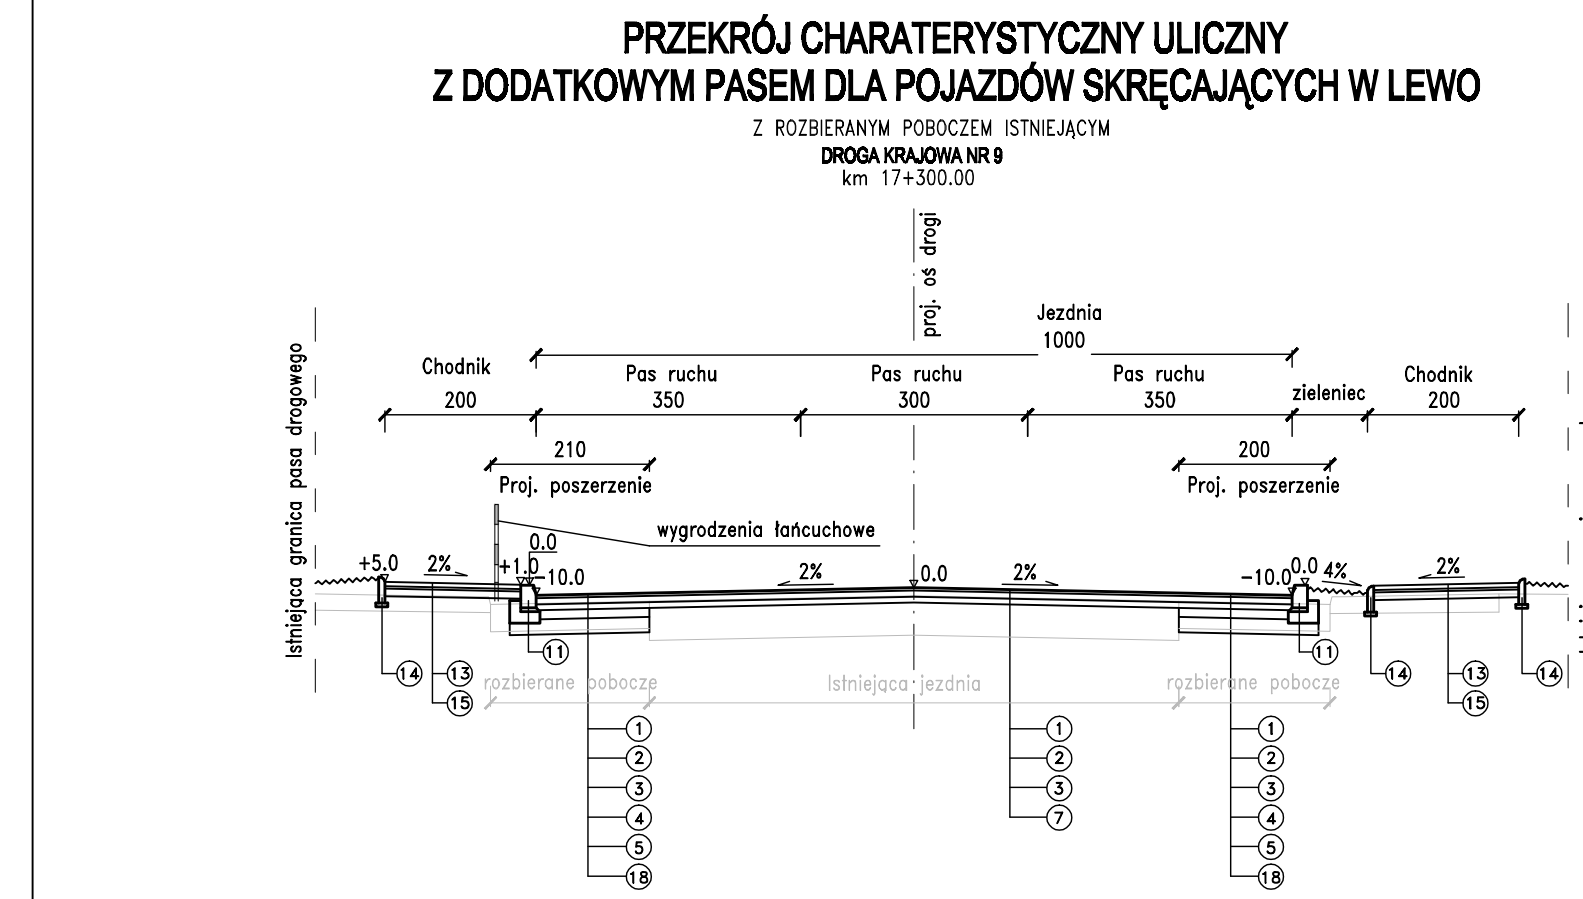 PRZEKRÓJ CHARATERYSTYCZNY ULICZNY
Z DODATKOWYM PASEM DLA POJAZDÓW SKRĘCAJĄCYCH W LEWO
Z ROZBIERANYM POBOCZEM ISTNIEJĄCYM
DROGA KRAJOWA NR 9
km 17+300.00
proj. oś drogi
Istniejąca granica pasa drogowego
Jezdnia
1000
Chodnik
200
Pas ruchu
350
Pas ruchu
300
Pas ruchu
350
zieleniec
Chodnik
200
210
Proj. poszerzenie
200
Proj. poszerzenie
wygrodzenia łańcuchowe
+5.0
2%
+1.0
0.0
-10.0
2%
0.0
2%
-10.0
0.0
4%
2%
11
11
14
13
15
14
13
15
14
rozbierane pobocze
Istniejąca jezdnia
rozbierane pobocze
1
2
3
4
5
18
1
2
3
7
1
2
3
4
5
18